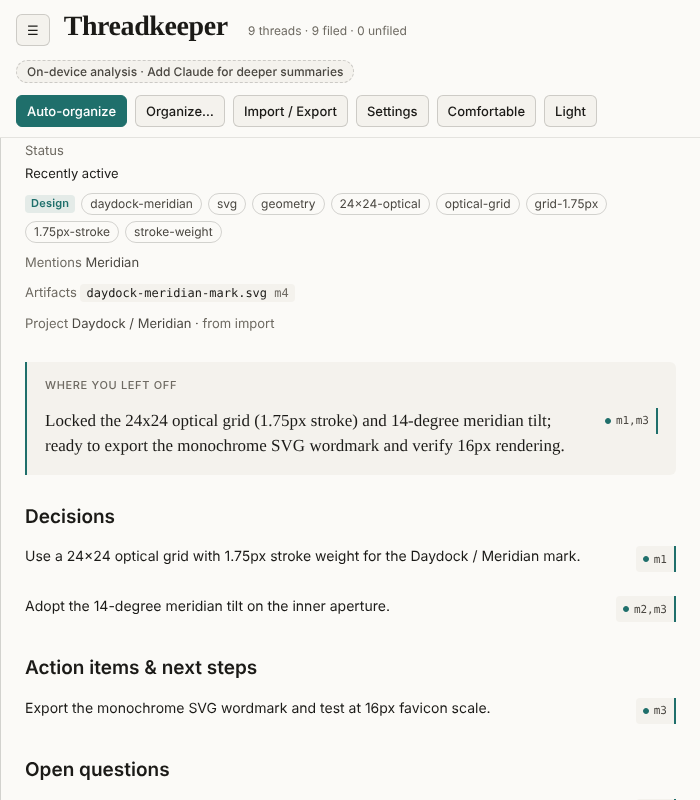 ☰ Threadkeeper 9 threads · 9 filed · 0 unfiled
On-device analysis · Add Claude for deeper summaries
Auto-organize Organize... Import / Export Settings Comfortable Light
Status
Recently active
Design daydock-meridian svg geometry 24×24-optical optical-grid grid-1.75px
1.75px-stroke stroke-weight
Mentions Meridian
Artifacts daydock-meridian-mark.svg m4
Project Daydock / Meridian · from import
WHERE YOU LEFT OFF
Locked the 24x24 optical grid (1.75px stroke) and 14-degree meridian tilt; m1,m3
ready to export the monochrome SVG wordmark and verify 16px rendering.
Decisions
Use a 24×24 optical grid with 1.75px stroke weight for the Daydock / Meridian mark. m1
Adopt the 14-degree meridian tilt on the inner aperture. m2,m3
Action items & next steps
Export the monochrome SVG wordmark and test at 16px favicon scale. m3
Open questions